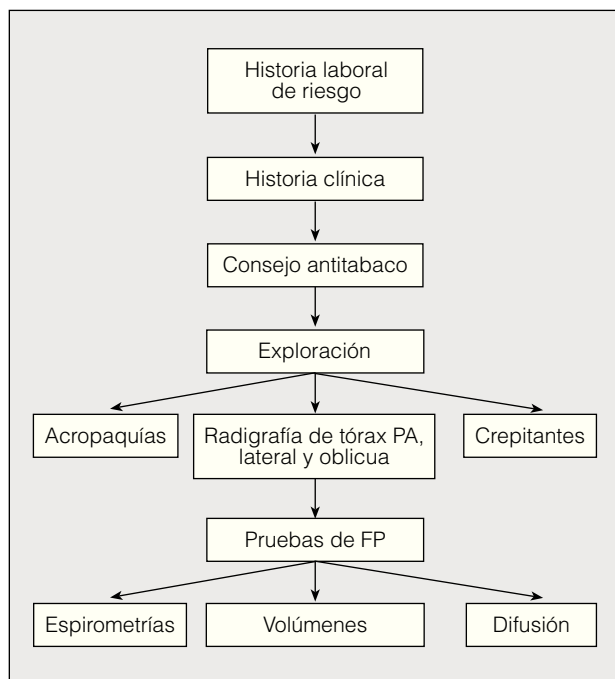 Historia laboral
de riesgo
Historia clínica
Consejo antitabaco
Exploración
Acropaquías
Radigrafía de tórax PA,
lateral y oblicua
Crepitantes
Pruebas de FP
Espirometrías
Volúmenes
Difusión